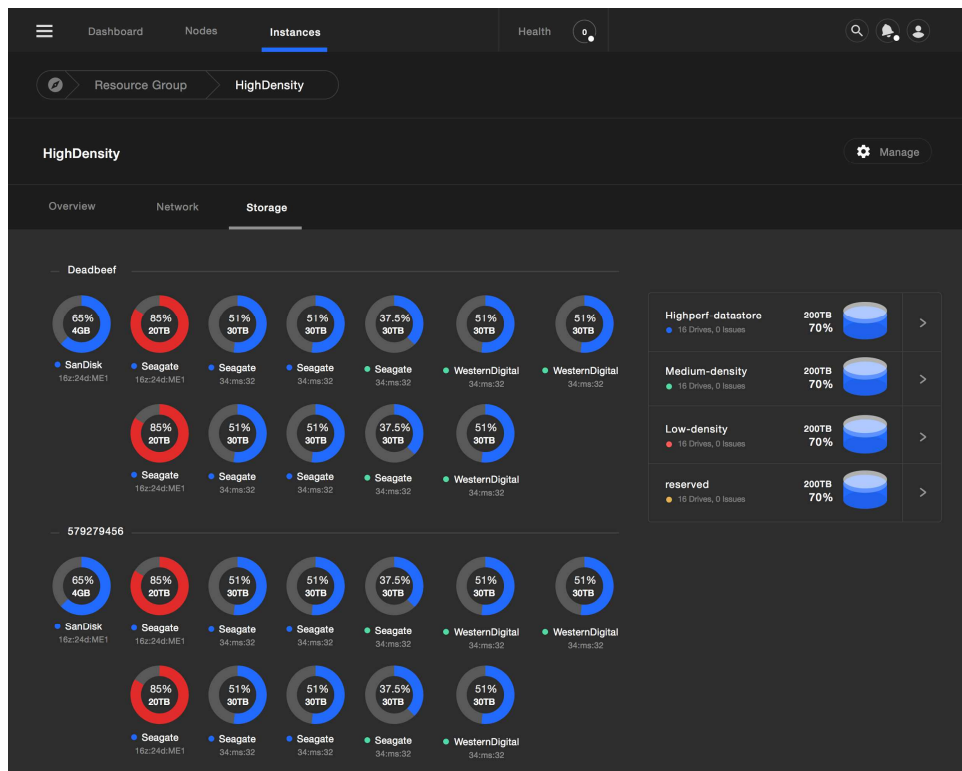 Dashboard Nodes Instances Health 0
Resource Group HighDensity
HighDensity
Manage
Overview Network Storage
Deadbeef
65% 85% 51% 51% 37.5% 51% 51%
4GB 20TB 30TB 30TB 30TB 30TB 30TB
SanDisk Seagate Seagate Seagate Seagate WesternDigital WesternDigital
16z:24d:ME1 16z:24d:ME1 34:ms:32 34:ms:32 34:ms:32 34:ms:32 34:ms:32
85% 51% 51% 37.5% 51%
20TB 30TB 30TB 30TB 30TB
Seagate Seagate Seagate Seagate WesternDigital
16z:24d:ME1 34:ms:32 34:ms:32 34:ms:32 34:ms:32
579279456
65% 85% 51% 51% 37.5% 51% 51%
4GB 20TB 30TB 30TB 30TB 30TB 30TB
SanDisk Seagate Seagate Seagate Seagate WesternDigital WesternDigital
16z:24d:ME1 16z:24d:ME1 34:ms:32 34:ms:32 34:ms:32 34:ms:32 34:ms:32
85% 51% 51% 37.5% 51%
20TB 30TB 30TB 30TB 30TB
Seagate Seagate Seagate Seagate WesternDigital
16z:24d:ME1 34:ms:32 34:ms:32 34:ms:32 34:ms:32
Highperf-datastore 200TB
16 Drives, 0 Issues 70%
Medium-density 200TB
16 Drives, 0 Issues 70%
Low-density 200TB
16 Drives, 0 Issues 70%
reserved 200TB
16 Drives, 0 Issues 70%